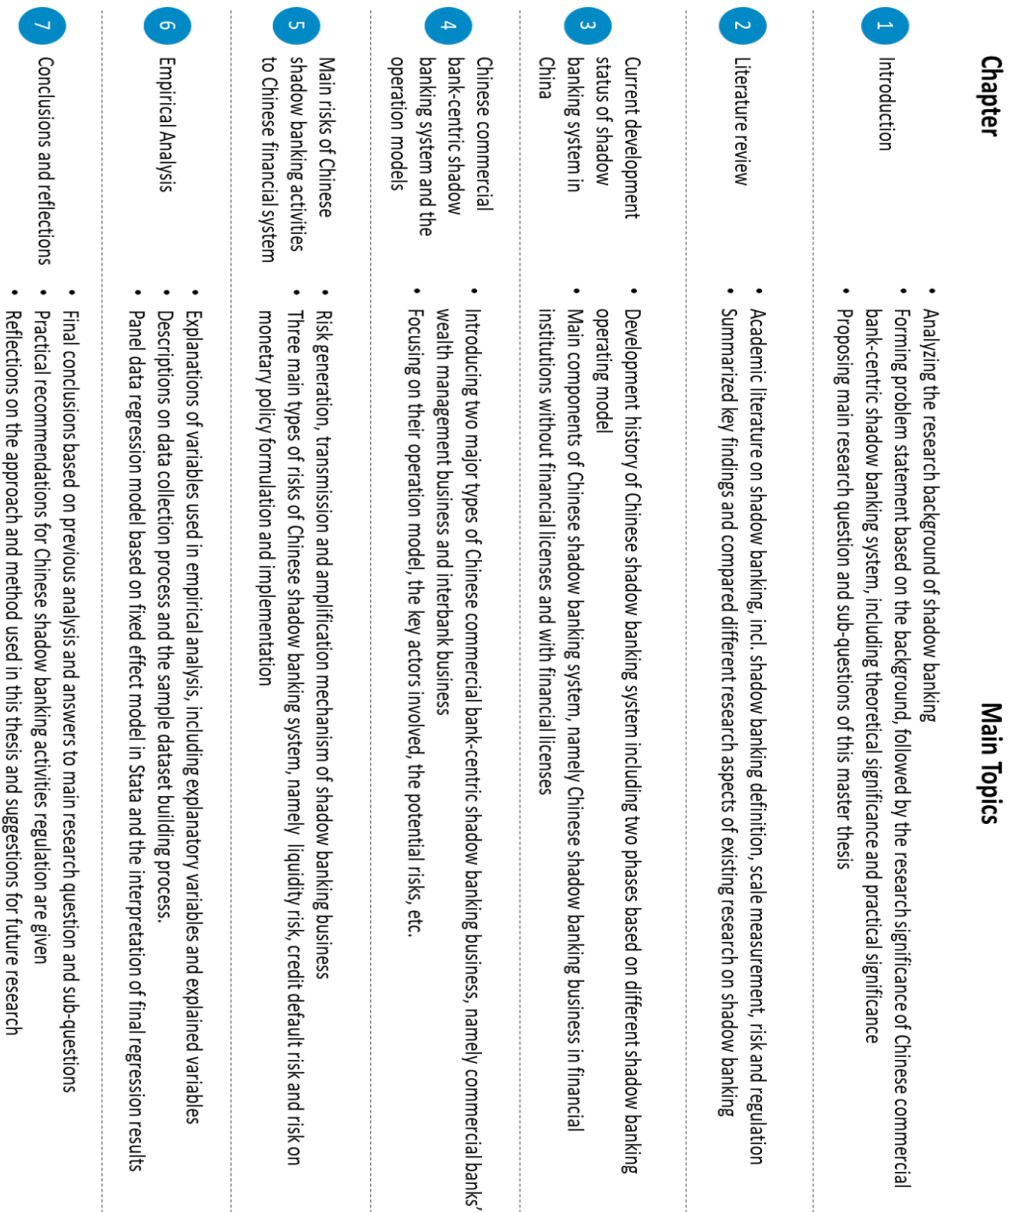 Chapter
Main Topics
1
Introduction
• Analyzing the research background of shadow banking
• Forming problem statement based on the background, followed by the research significance of Chinese commercial
bank-centric shadow banking system, including theoretical significance and practical significance
• Proposing main research question and sub-questions of this master thesis
2
Literature review
• Academic literature on shadow banking, incl. shadow banking definition, scale measurement, risk and regulation
• Summarized key findings and compared different research aspects of existing research on shadow banking
3
Current development
status of shadow
banking system in
China
• Development history of Chinese shadow banking system including two phases based on different shadow banking
operating model
• Main components of Chinese shadow banking system, namely Chinese shadow banking business in financial
institutions without financial licenses and with financial licenses
4
Chinese commercial
bank-centric shadow
banking system and the
operation models
• Introducing two major types of Chinese commercial bank-centric shadow banking business, namely commercial banks’
wealth management business and interbank business
• Focusing on their operation model, the key actors involved, the potential risks, etc.
5
Main risks of Chinese
shadow banking activities
to Chinese financial system
• Risk generation, transmission and amplification mechanism of shadow banking business
• Three main types of risks of Chinese shadow banking system, namely liquidity risk, credit default risk and risk on
monetary policy formulation and implementation
6
Empirical Analysis
• Explanations of variables used in empirical analysis, including explanatory variables and explained variables
• Descriptions on data collection process and the sample dataset building process.
• Panel data regression model based on fixed effect model in Stata and the interpretation of final regression results
7
Conclusions and reflections
• Final conclusions based on previous analysis and answers to main research question and sub-questions
• Practical recommendations for Chinese shadow banking activities regulation are given
• Reflections on the approach and method used in this thesis and suggestions for future research